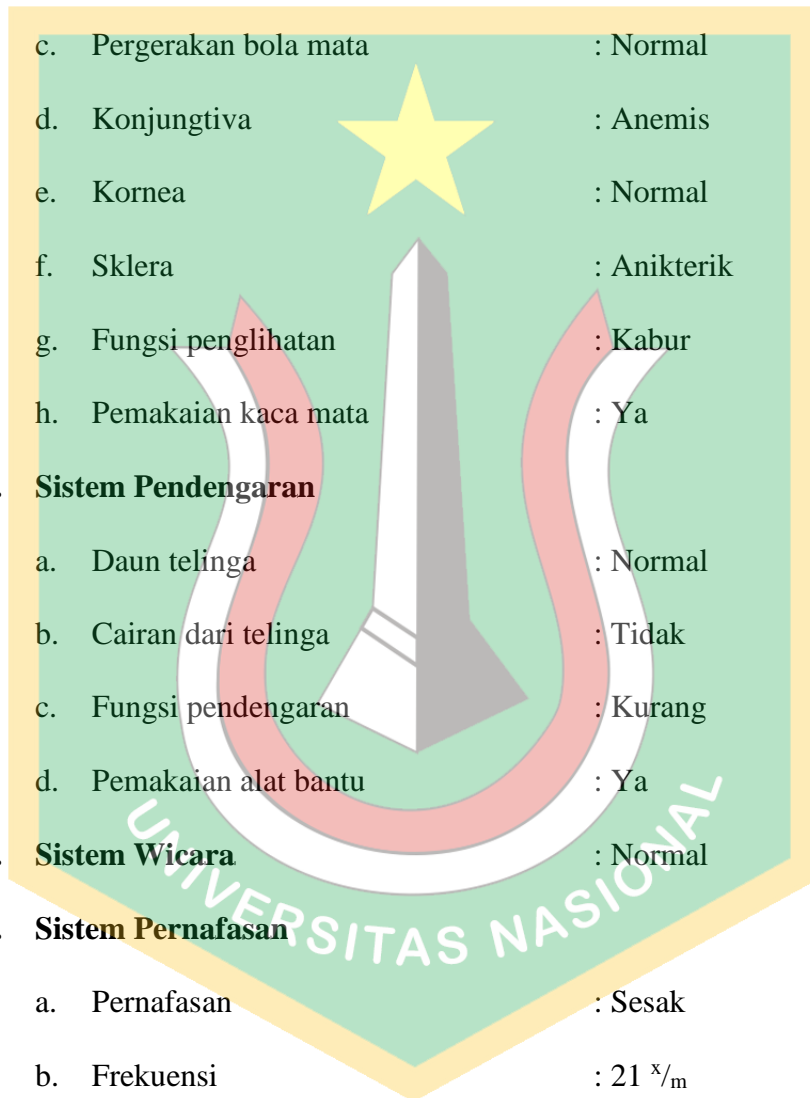 c. Pergerakan bola mata : Normal
d. Konjungtiva : Anemis
e. Kornea : Normal
f. Sklera : Anikterik
g. Fungsi penglihatan : Kabur
h. Pemakaian kaca mata : Ya
. Sistem Pendengaran
a. Daun telinga : Normal
b. Cairan dari telinga : Tidak
c. Fungsi pendengaran : Kurang
d. Pemakaian alat bantu : Ya
. Sistem Wicara : Normal
. Sistem Pernafasan
a. Pernafasan : Sesak
b. Frekuensi : 21 x/m
UNIVERSITAS NASIONAL